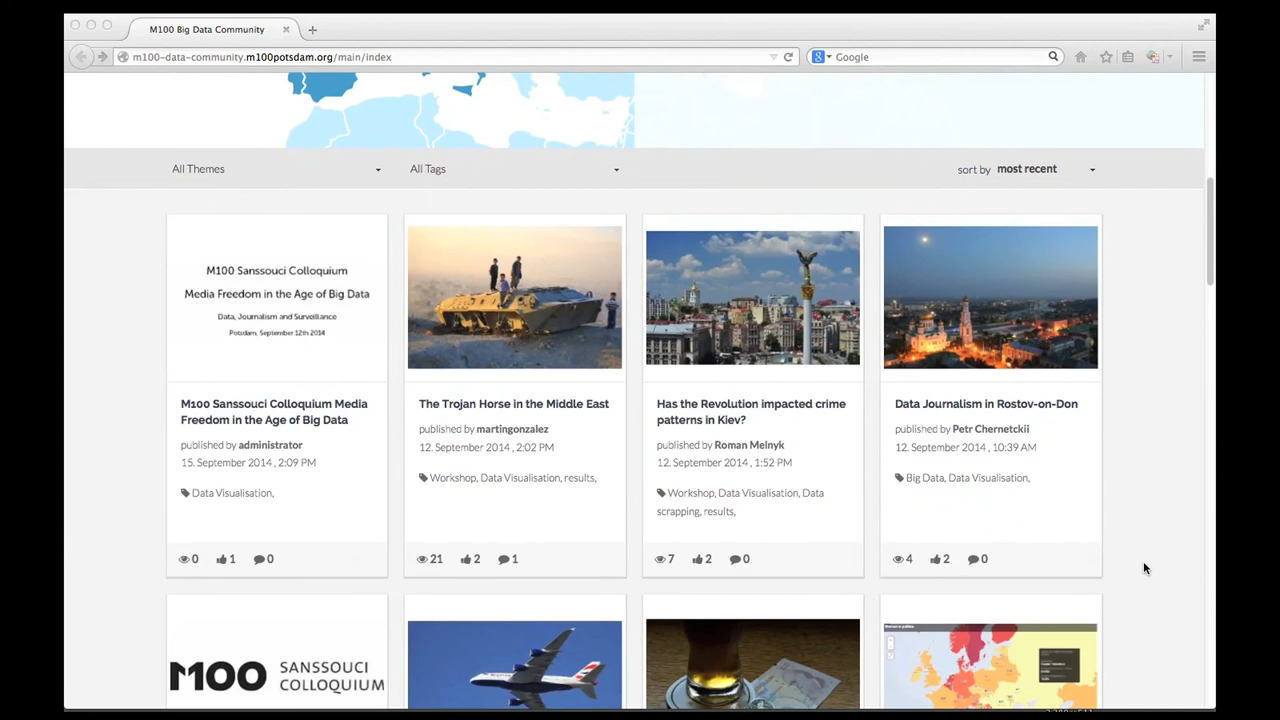 M100 Big Data Community
m100-data-community.m100potsdam.org/main/index
Google
All Themes
All Tags
sort by most recent
M100 Sanssouci Colloquium
Media Freedom in the Age of Big Data
Data, Journalism and Surveillance
Potsdam, September 12th 2014
M100 Sanssouci Colloquium Media
Freedom in the Age of Big Data
published by administrator
15. September 2014 , 2:09 PM
Data Visualisation,
0 1 0
The Trojan Horse in the Middle East
published by martingonzalez
12. September 2014 , 2:02 PM
Workshop, Data Visualisation, results,
21 2 1
Has the Revolution impacted crime
patterns in Kiev?
published by Roman Melnyk
12. September 2014 , 1:52 PM
Workshop, Data Visualisation, Data
scrapping, results,
7 2 0
Data Journalism in Rostov-on-Don
published by Petr Chernetckii
12. September 2014 , 10:39 AM
Big Data, Data Visualisation,
4 2 0
M100 SANSSOUCI
COLLOQUIUM